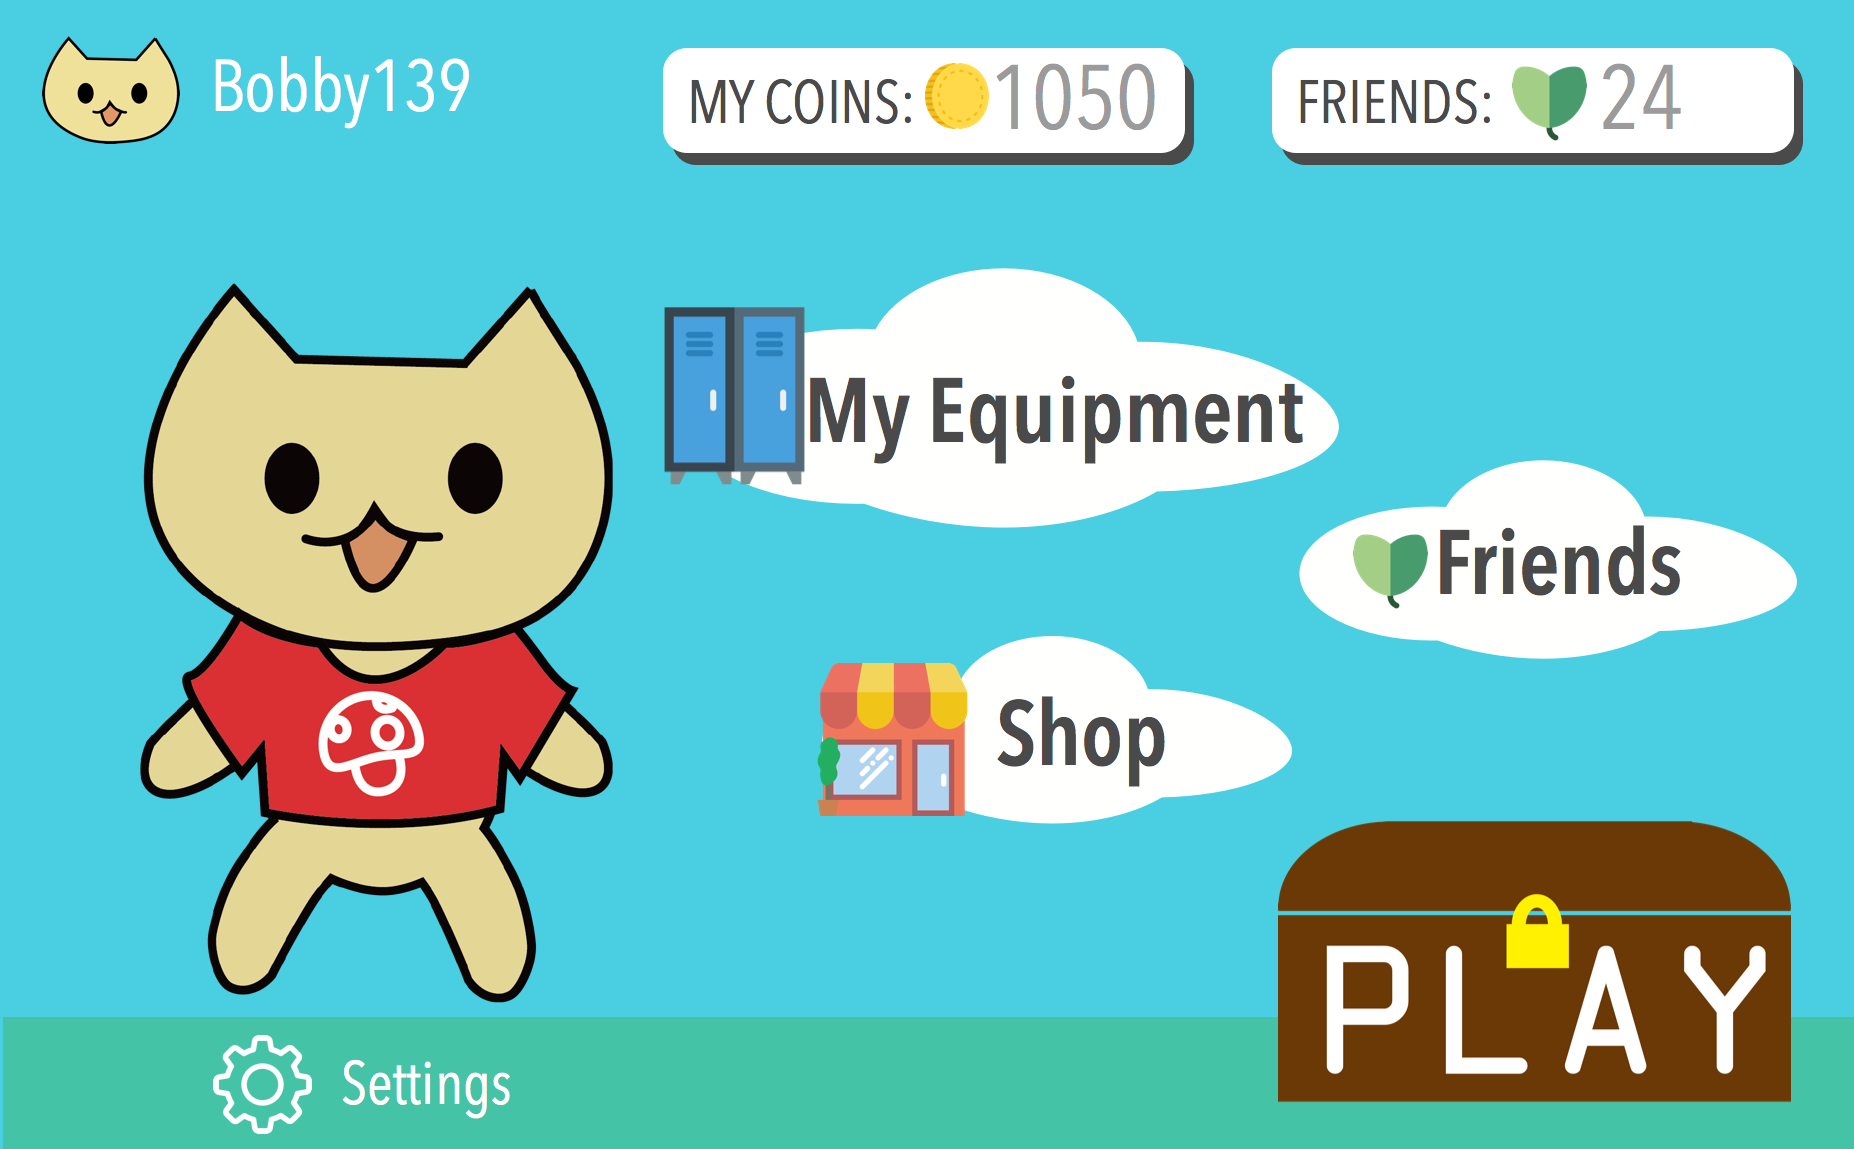 Bobby139
MY COINS: 1050
FRIENDS: 24
My Equipment
Friends
Shop
PLAY
Settings